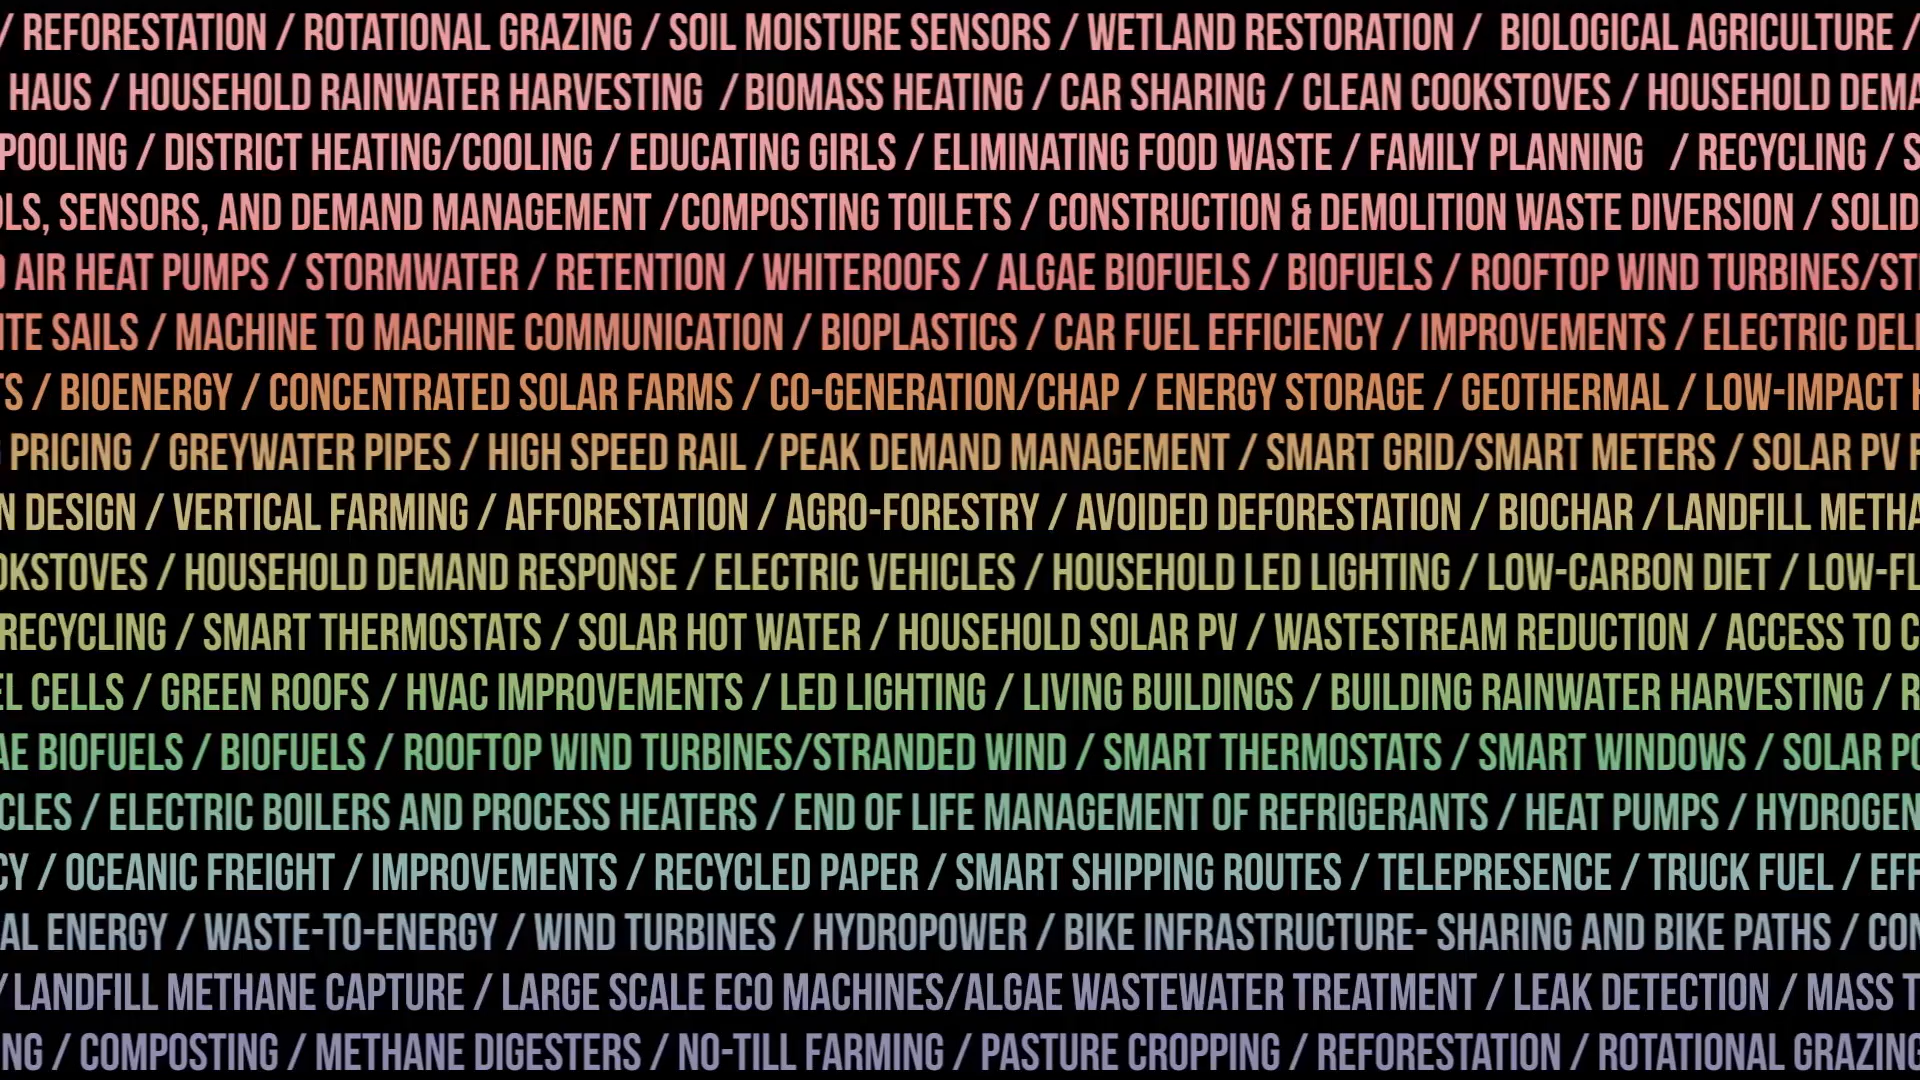 / REFORESTATION / ROTATIONAL GRAZING / SOIL MOISTURE SENSORS / WETLAND RESTORATION / BIOLOGICAL AGRICULTURE /
HAUS / HOUSEHOLD RAINWATER HARVESTING / BIOMASS HEATING / CAR SHARING / CLEAN COOKSTOVES / HOUSEHOLD DEMA
POOLING / DISTRICT HEATING/COOLING / EDUCATING GIRLS / ELIMINATING FOOD WASTE / FAMILY PLANNING / RECYCLING / S
OLS, SENSORS, AND DEMAND MANAGEMENT /COMPOSTING TOILETS / CONSTRUCTION & DEMOLITION WASTE DIVERSION / SOLID
AIR HEAT PUMPS / STORMWATER / RETENTION / WHITEROOFS / ALGAE BIOFUELS / BIOFUELS / ROOFTOP WIND TURBINES/STR
ITE SAILS / MACHINE TO MACHINE COMMUNICATION / BIOPLASTICS / CAR FUEL EFFICIENCY / IMPROVEMENTS / ELECTRIC DELI
TS / BIOENERGY / CONCENTRATED SOLAR FARMS / CO-GENERATION/CHAP / ENERGY STORAGE / GEOTHERMAL / LOW-IMPACT H
PRICING / GREYWATER PIPES / HIGH SPEED RAIL / PEAK DEMAND MANAGEMENT / SMART GRID/SMART METERS / SOLAR PV F
N DESIGN / VERTICAL FARMING / AFFORESTATION / AGRO-FORESTRY / AVOIDED DEFORESTATION / BIOCHAR / LANDFILL METHA
OKSTOVES / HOUSEHOLD DEMAND RESPONSE / ELECTRIC VEHICLES / HOUSEHOLD LED LIGHTING / LOW-CARBON DIET / LOW-FL
RECYCLING / SMART THERMOSTATS / SOLAR HOT WATER / HOUSEHOLD SOLAR PV / WASTESTREAM REDUCTION / ACCESS TO C
EL CELLS / GREEN ROOFS / HVAC IMPROVEMENTS / LED LIGHTING / LIVING BUILDINGS / BUILDING RAINWATER HARVESTING / R
AE BIOFUELS / BIOFUELS / ROOFTOP WIND TURBINES/STRANDED WIND / SMART THERMOSTATS / SMART WINDOWS / SOLAR PO
CLES / ELECTRIC BOILERS AND PROCESS HEATERS / END OF LIFE MANAGEMENT OF REFRIGERANTS / HEAT PUMPS / HYDROGEN
CY / OCEANIC FREIGHT / IMPROVEMENTS / RECYCLED PAPER / SMART SHIPPING ROUTES / TELEPRESENCE / TRUCK FUEL / EFF
AL ENERGY / WASTE-TO-ENERGY / WIND TURBINES / HYDROPOWER / BIKE INFRASTRUCTURE- SHARING AND BIKE PATHS / CON
/ LANDFILL METHANE CAPTURE / LARGE SCALE ECO MACHINES/ALGAE WASTEWATER TREATMENT / LEAK DETECTION / MASS T
ING / COMPOSTING / METHANE DIGESTERS / NO-TILL FARMING / PASTURE CROPPING / REFORESTATION / ROTATIONAL GRAZING